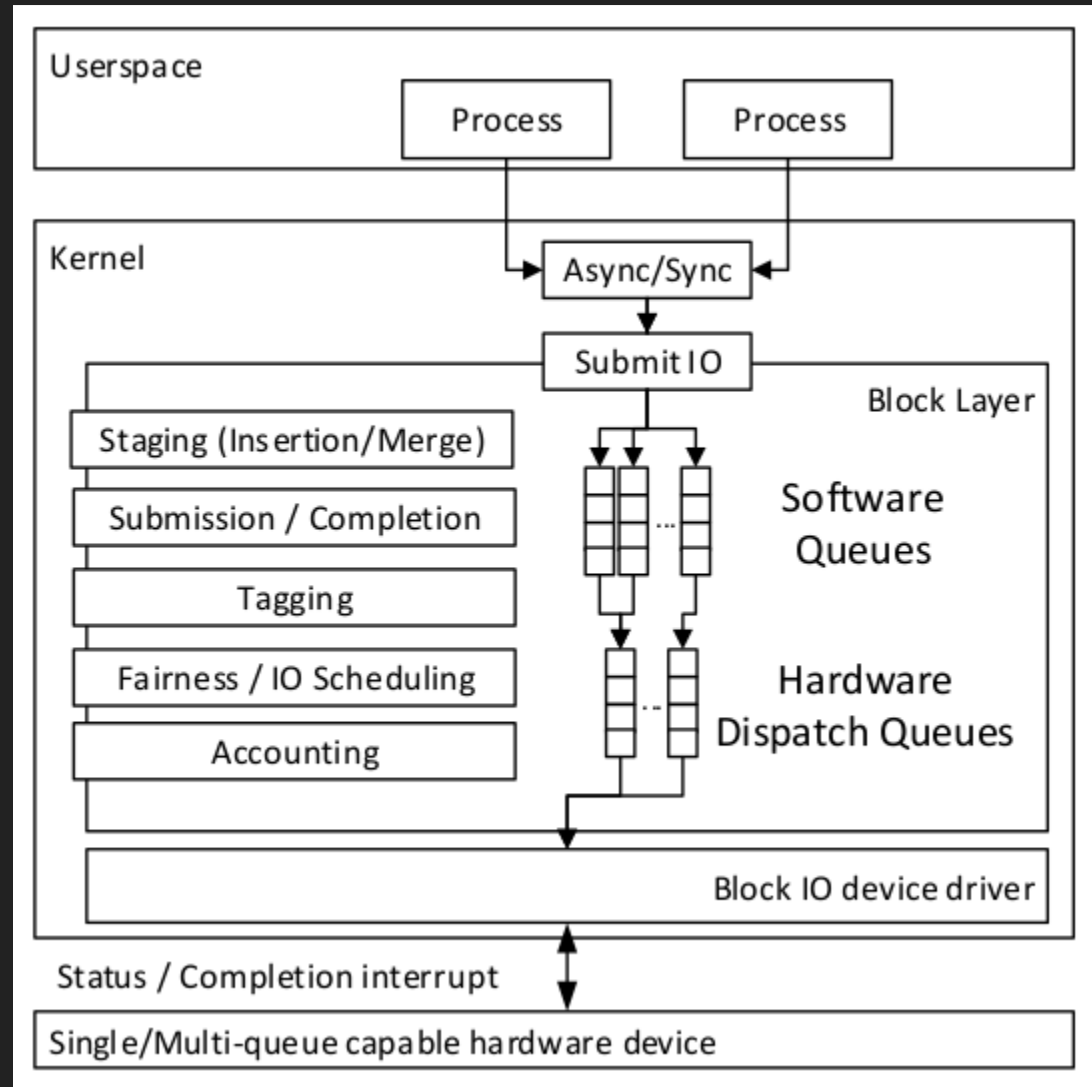 Userspace
Process
Process
Kernel
Async/Sync
Submit IO
Block Layer
Staging (Insertion/Merge)
Submission / Completion
Tagging
Fairness / IO Scheduling
Accounting
...
Software
Queues
...
Hardware
Dispatch Queues
Block IO device driver
Status / Completion interrupt
Single/Multi-queue capable hardware device